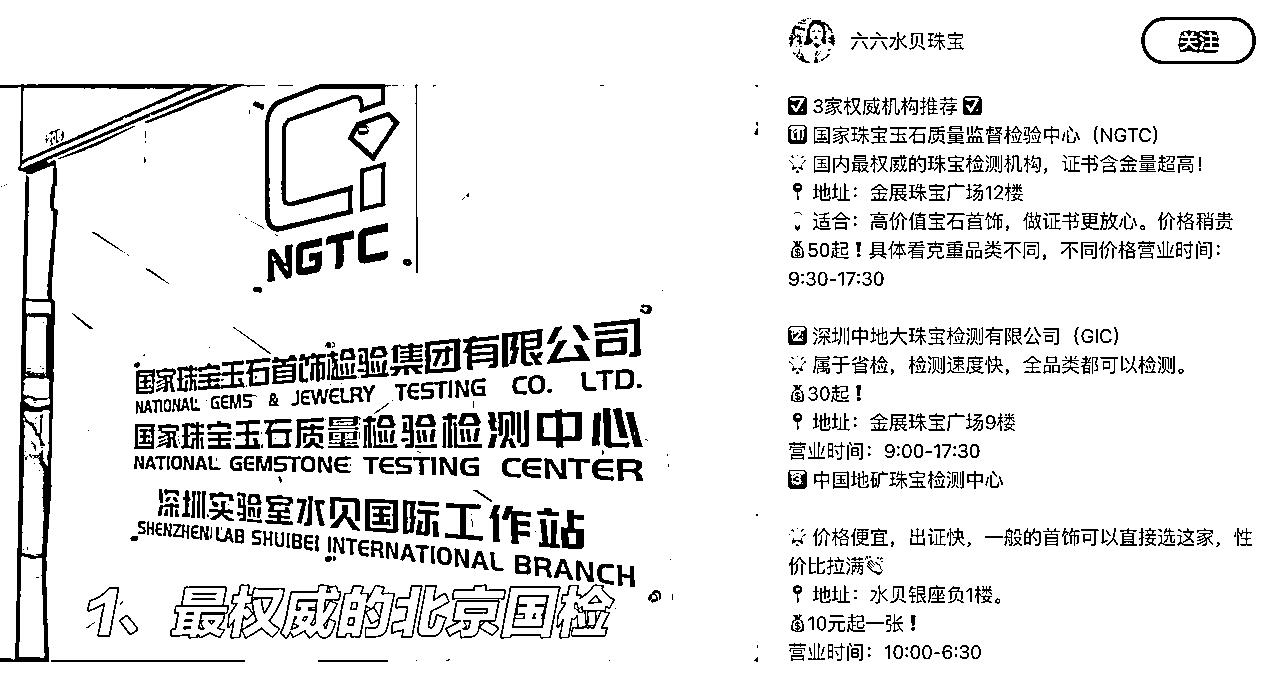 NGTC
国家珠宝玉石首饰检验集团有限公司
NATIONAL GEMS & JEWELRY TESTING CO. LTD.
国家珠宝玉石质量检验检测中心
NATIONAL GEMSTONE TESTING CENTER
深圳实验室水贝国际工作站
SHENZHEN LAB SHUIBEI INTERNATIONAL BRANCH
1、最权威的北京国检
六六水贝珠宝
关注
✅3家权威机构推荐✅
1️⃣国家珠宝玉石质量监督检验中心（NGTC）
💡国内最权威的珠宝检测机构，证书含金量超高！
📍地址：金展珠宝广场12楼
适合：高价值宝石首饰，做证书更放心。价格稍贵
💰50起❗具体看克重品类不同，不同价格营业时间：
9:30-17:30
2️⃣深圳中地大珠宝检测有限公司（GIC）
💡属于省检，检测速度快，全品类都可以检测。
💰30起❗
📍地址：金展珠宝广场9楼
营业时间：9:00-17:30
3️⃣中国地矿珠宝检测中心
💡价格便宜，出证快，一般的首饰可以直接选这家，性
价比拉满
📍地址：水贝银座负1楼。
💰10元起一张❗
营业时间：10:00-6:30